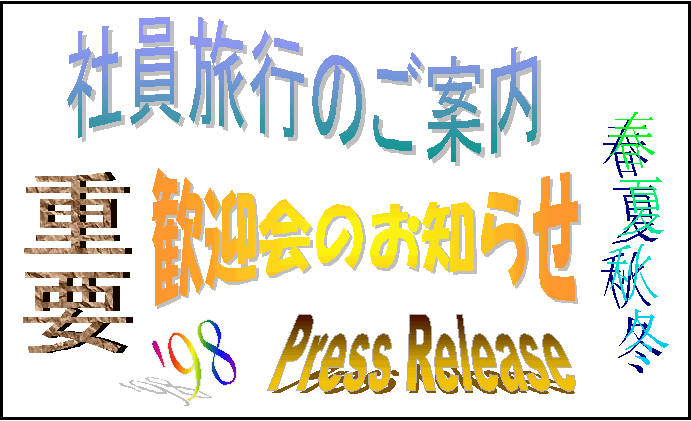 社員旅行のご案内
重要
歓迎会のお知らせ
春夏秋冬
'98
Press Release